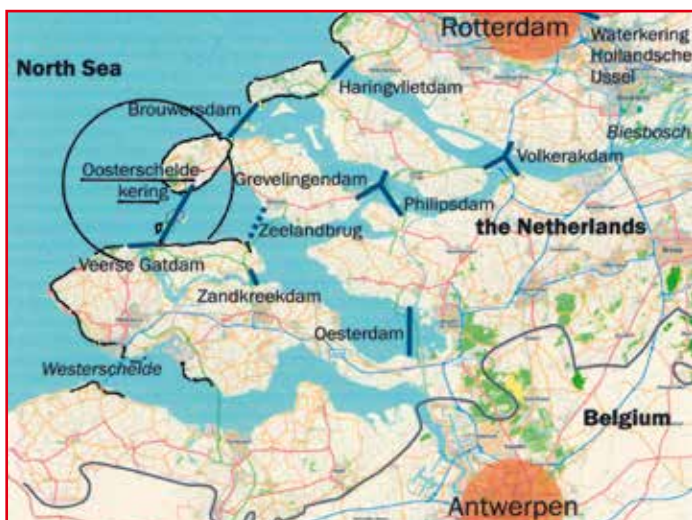 Rotterdam
Waterkering
Hollandsche
IJssel
North Sea
Haringvlietdam
Brouwersdam
Biesbosch
Volkerakdam
Oosterschelde
kering
Grevelingendam
Philipsdam
the Netherlands
Zeelandbrug
Veerse Gatdam
Zandkreekdam
Oesterdam
Westerschelde
Belgium
Antwerpen